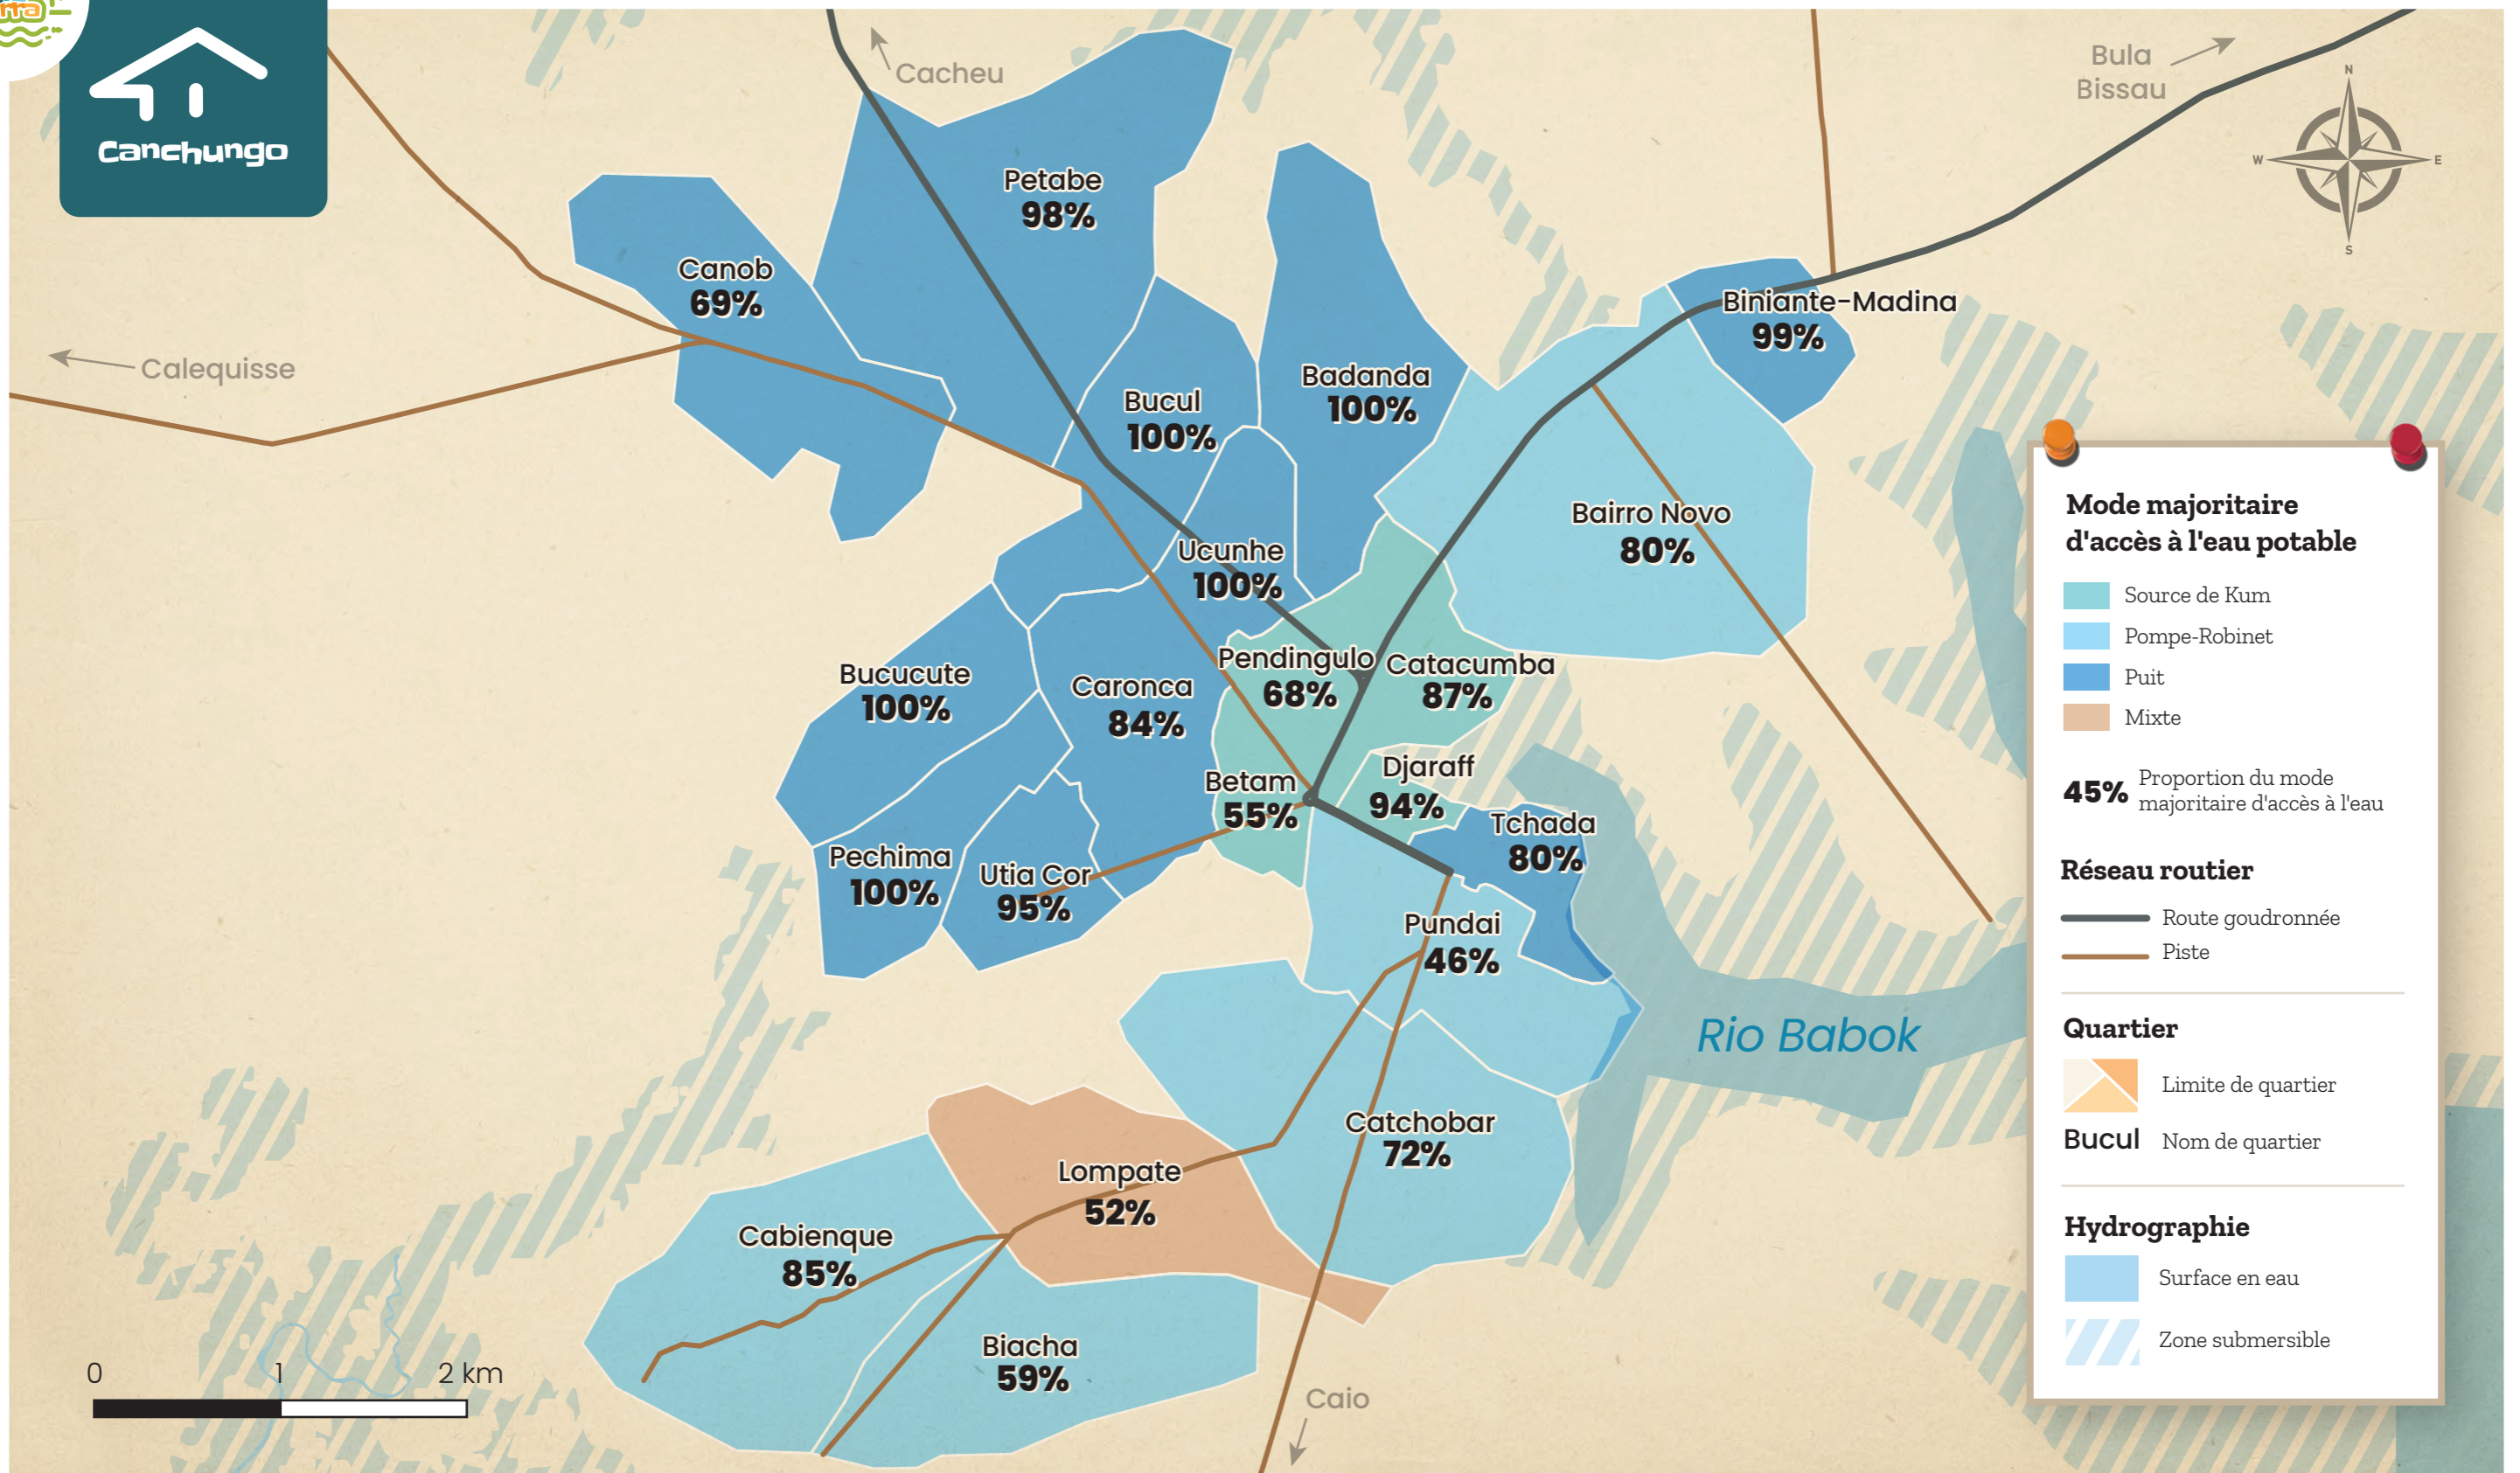 rra
Canchungo
Cacheu
Bula
Bissau
N
W
E
S
Calequisse
Petabe
98%
Canob
69%
Biniante-Madina
99%
Badanda
100%
Bucul
100%
Bairro Novo
80%
Ucunhe
100%
Pendingulo
68%
Catacumba
87%
Bucucute
100%
Caronca
84%
Djaraff
94%
Betam
55%
Tchada
80%
Pechima
100%
Utia Cor
95%
Pundai
46%
Rio Babok
Catchobar
72%
Lompate
52%
Cabienque
85%
Biacha
59%
Caio
0 1 2 km
Mode majoritaire
d'accès à l'eau potable
Source de Kum
Pompe-Robinet
Puit
Mixte
45% Proportion du mode
majoritaire d'accès à l'eau
Réseau routier
Route goudronnée
Piste
Quartier
Limite de quartier
Bucul Nom de quartier
Hydrographie
Surface en eau
Zone submersible